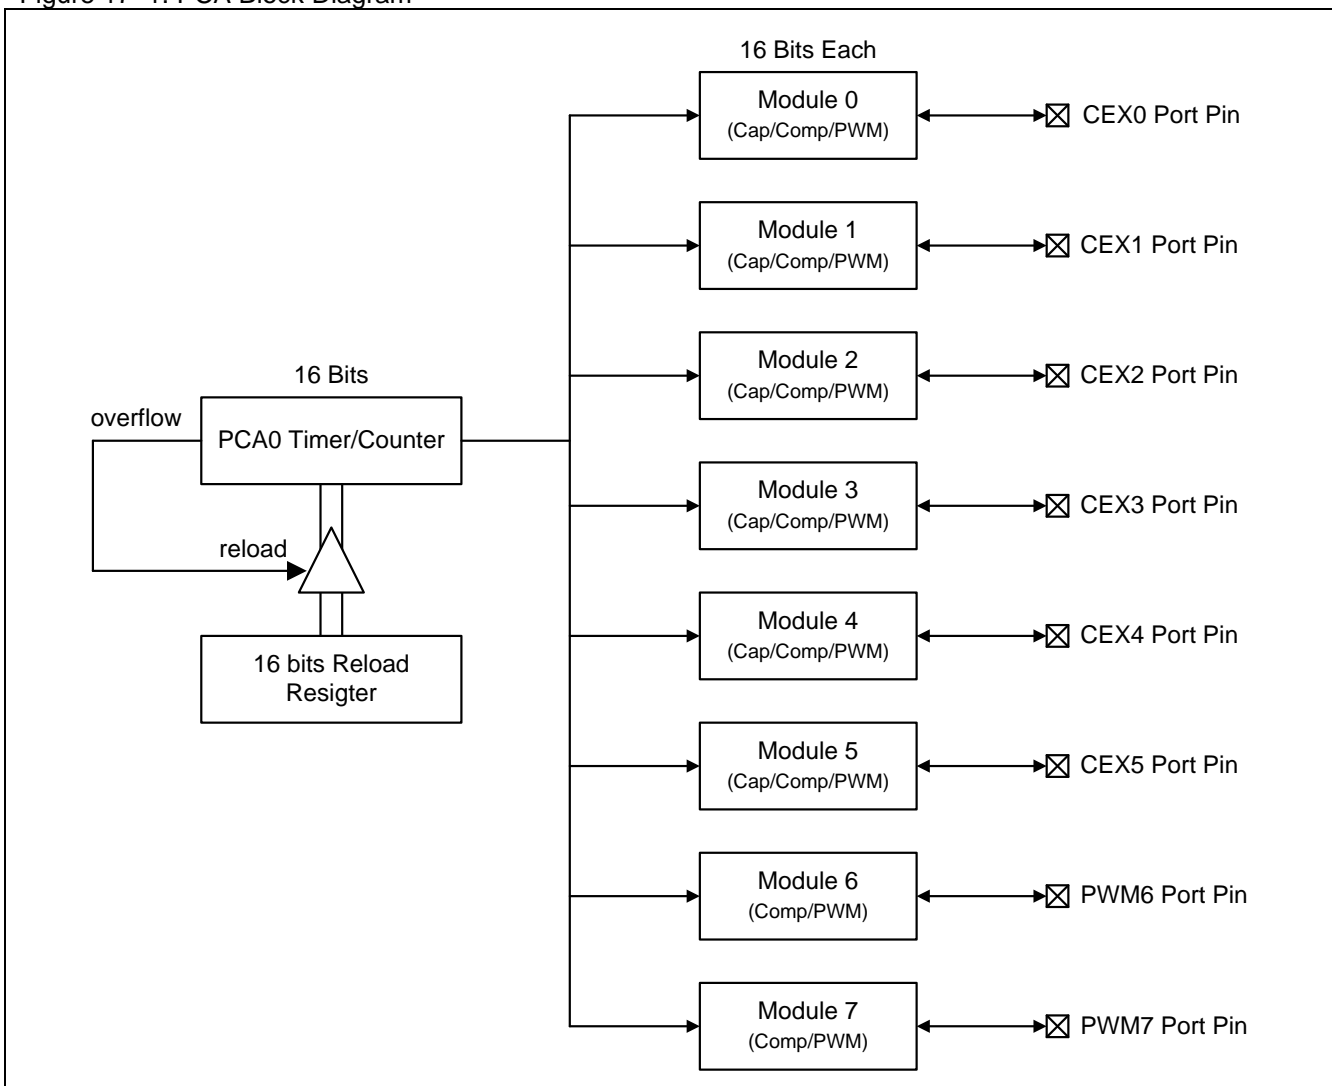 16 Bits Each
Module 0
(Cap/Comp/PWM)
CEX0 Port Pin
Module 1
(Cap/Comp/PWM)
CEX1 Port Pin
Module 2
(Cap/Comp/PWM)
CEX2 Port Pin
16 Bits
overflow
PCA0 Timer/Counter
Module 3
(Cap/Comp/PWM)
CEX3 Port Pin
reload
Module 4
(Cap/Comp/PWM)
CEX4 Port Pin
16 bits Reload
Resigter
Module 5
(Cap/Comp/PWM)
CEX5 Port Pin
Module 6
(Comp/PWM)
PWM6 Port Pin
Module 7
(Comp/PWM)
PWM7 Port Pin